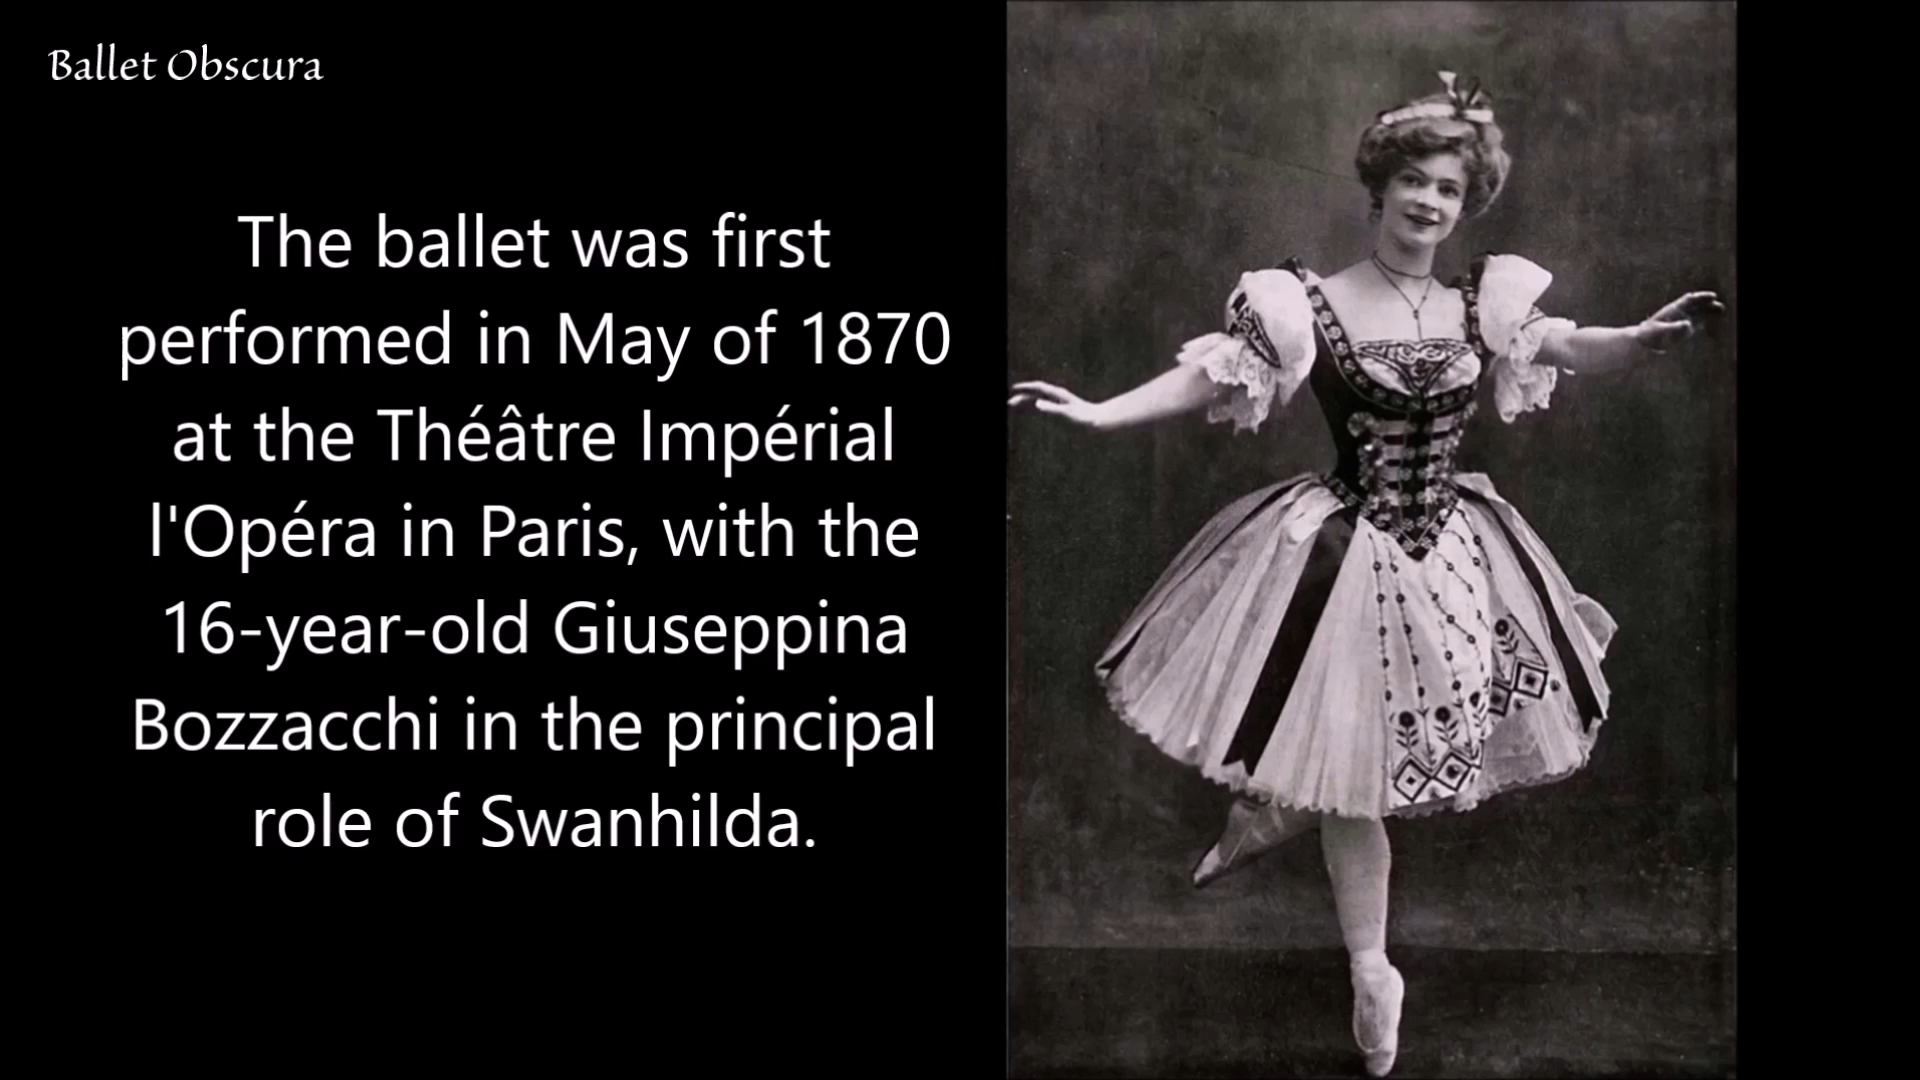 Ballet Obscura
The ballet was first
performed in May of 1870
at the Théâtre Impérial
l'Opéra in Paris, with the
16-year-old Giuseppina
Bozzacchi in the principal
role of Swanhilda.